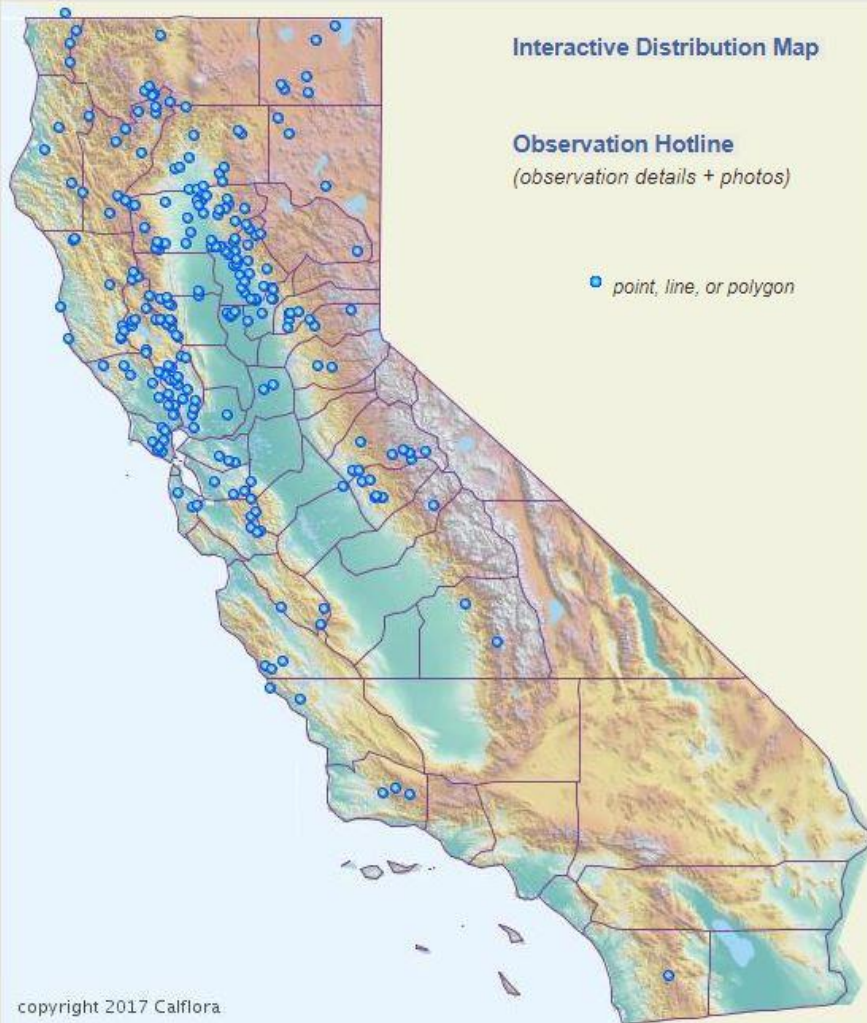 Interactive Distribution Map
Observation Hotline
(observation details + photos)
point, line, or polygon
copyright 2017 Calflora